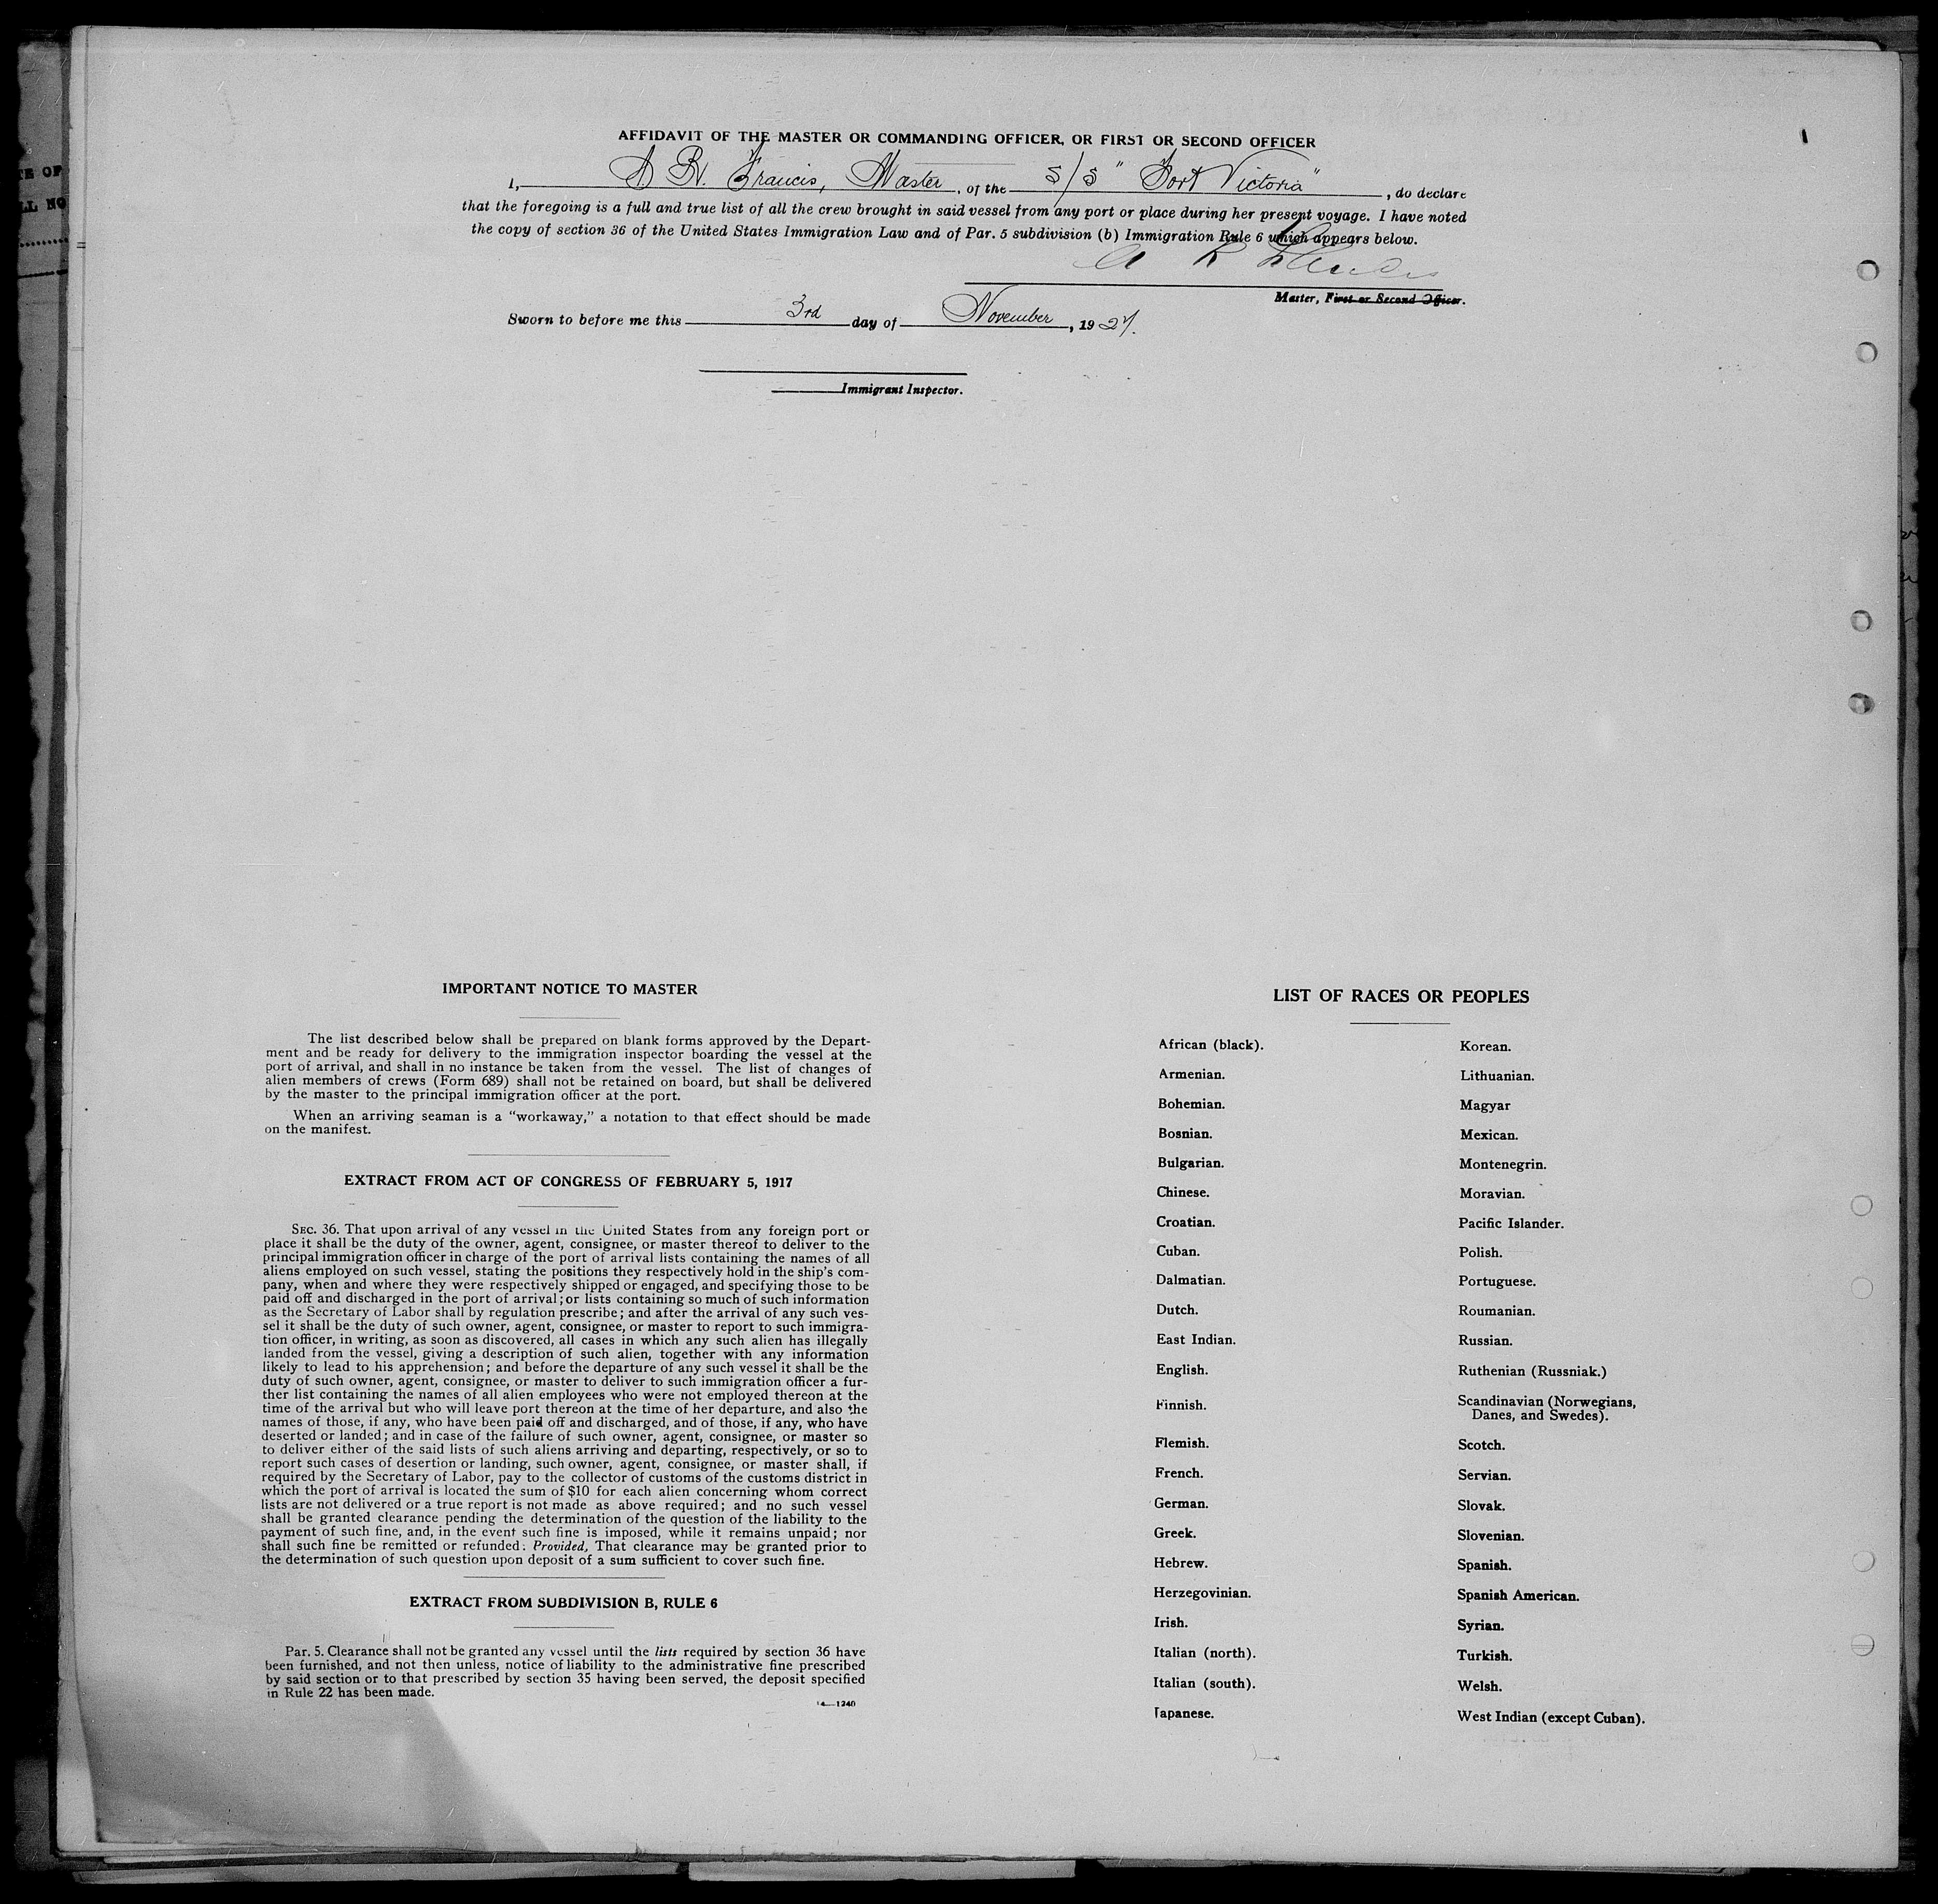 AFFIDAVIT OF THE MASTER OR COMMANDING OFFICER, OR FIRST OR SECOND OFFICER
I, A. R. Francis, Master, of the S/S "Fort Victoria", do declare
that the foregoing is a full and true list of all the crew brought in said vessel from any port or place during her present voyage. I have noted
the copy of section 36 of the United States Immigration Law and of Par. 5 subdivision (b) Immigration Rule 6 which appears below.
A R Francis
Master, First or Second Officer.
Sworn to before me this 3rd day of November, 1927.
Immigrant Inspector.
IMPORTANT NOTICE TO MASTER
The list described below shall be prepared on blank forms approved by the Depart-
ment and be ready for delivery to the immigration inspector boarding the vessel at the
port of arrival, and shall in no instance be taken from the vessel. The list of changes of
alien members of crews (Form 689) shall not be retained on board, but shall be delivered
by the master to the principal immigration officer at the port.
When an arriving seaman is a "workaway," a notation to that effect should be made
on the manifest.
EXTRACT FROM ACT OF CONGRESS OF FEBRUARY 5, 1917
SEC. 36. That upon arrival of any vessel in the United States from any foreign port or
place it shall be the duty of the owner, agent, consignee, or master thereof to deliver to the
principal immigration officer in charge of the port of arrival lists containing the names of all
aliens employed on such vessel, stating the positions they respectively hold in the ship's com-
pany, when and where they were respectively shipped or engaged, and specifying those to be
paid off and discharged in the port of arrival; or lists containing so much of such information
as the Secretary of Labor shall by regulation prescribe; and after the arrival of any such ves-
sel it shall be the duty of such owner, agent, consignee, or master to report to such immigra-
tion officer, in writing, as soon as discovered, all cases in which any such alien has illegally
landed from the vessel, giving a description of such alien, together with any information
likely to lead to his apprehension; and before the departure of any such vessel it shall be the
duty of such owner, agent, consignee, or master to deliver to such immigration officer a fur-
ther list containing the names of all alien employees who were not employed thereon at the
time of the arrival but who will leave port thereon at the time of her departure, and also the
names of those, if any, who have been paid off and discharged, and of those, if any, who have
deserted or landed; and in case of the failure of such owner, agent, consignee, or master so
to deliver either of the said lists of such aliens arriving and departing, respectively, or so to
report such cases of desertion or landing, such owner, agent, consignee, or master shall, if
required by the Secretary of Labor, pay to the collector of customs of the customs district in
which the port of arrival is located the sum of $10 for each alien concerning whom correct
lists are not delivered or a true report is not made as above required; and no such vessel
shall be granted clearance pending the determination of the question of the liability to the
payment of such fine, and, in the event such fine is imposed, while it remains unpaid; nor
shall such fine be remitted or refunded: Provided, That clearance may be granted prior to
the determination of such question upon deposit of a sum sufficient to cover such fine.
EXTRACT FROM SUBDIVISION B, RULE 6
Par. 5. Clearance shall not be granted any vessel until the lists required by section 36 have
been furnished, and not then unless, notice of liability to the administrative fine prescribed
by said section or to that prescribed by section 35 having been served, the deposit specified
in Rule 22 has been made.
14—1240
LIST OF RACES OR PEOPLES
African (black).
Armenian.
Bohemian.
Bosnian.
Bulgarian.
Chinese.
Croatian.
Cuban.
Dalmatian.
Dutch.
East Indian.
English.
Finnish.
Flemish.
French.
German.
Greek.
Hebrew.
Herzegovinian.
Irish.
Italian (north).
Italian (south).
Japanese.
Korean.
Lithuanian.
Magyar
Mexican.
Montenegrin.
Moravian.
Pacific Islander.
Polish.
Portuguese.
Roumanian.
Russian.
Ruthenian (Russniak.)
Scandinavian (Norwegians,
Danes, and Swedes).
Scotch.
Servian.
Slovak.
Slovenian.
Spanish.
Spanish American.
Syrian.
Turkish.
Welsh.
West Indian (except Cuban).